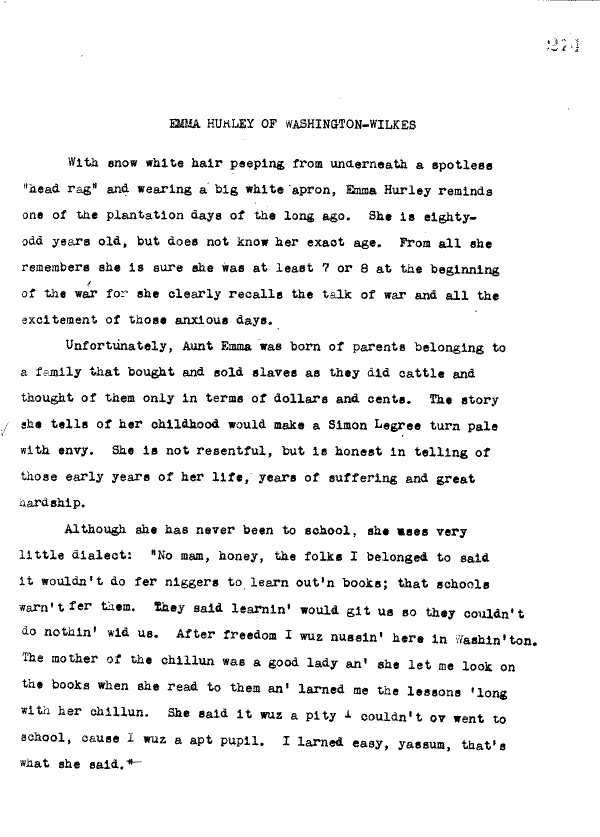 274
EMMA HURLEY OF WASHINGTON-WILKES
With snow white hair peeping from underneath a spotless
"head rag" and wearing a big white apron, Emma Hurley reminds
one of the plantation days of the long ago. She is eighty-
odd years old, but does not know her exact age. From all she
remembers she is sure she was at least 7 or 8 at the beginning
of the war for she clearly recalls the talk of war and all the
excitement of those anxious days.
Unfortunately, Aunt Emma was born of parents belonging to
a family that bought and sold slaves as they did cattle and
thought of them only in terms of dollars and cents. The story
she tells of her childhood would make a Simon Legree turn pale
with envy. She is not resentful, but is honest in telling of
those early years of her life, years of suffering and great
hardship.
Although she has never been to school, she uses very
little dialect: "No mam, honey, the folks I belonged to said
it wouldn't do fer niggers to learn out'n books; that schools
warn't fer them. They said learnin' would git us so they couldn't
do nothin' wid us. After freedom I wuz nussin' here in Washin'ton.
The mother of the chillun was a good lady an' she let me look on
the books when she read to them an' larned me the lessons 'long
with her chillun. She said it wuz a pity I couldn't ov went to
school, cause I wuz a apt pupil. I larned easy, yassum, that's
what she said."